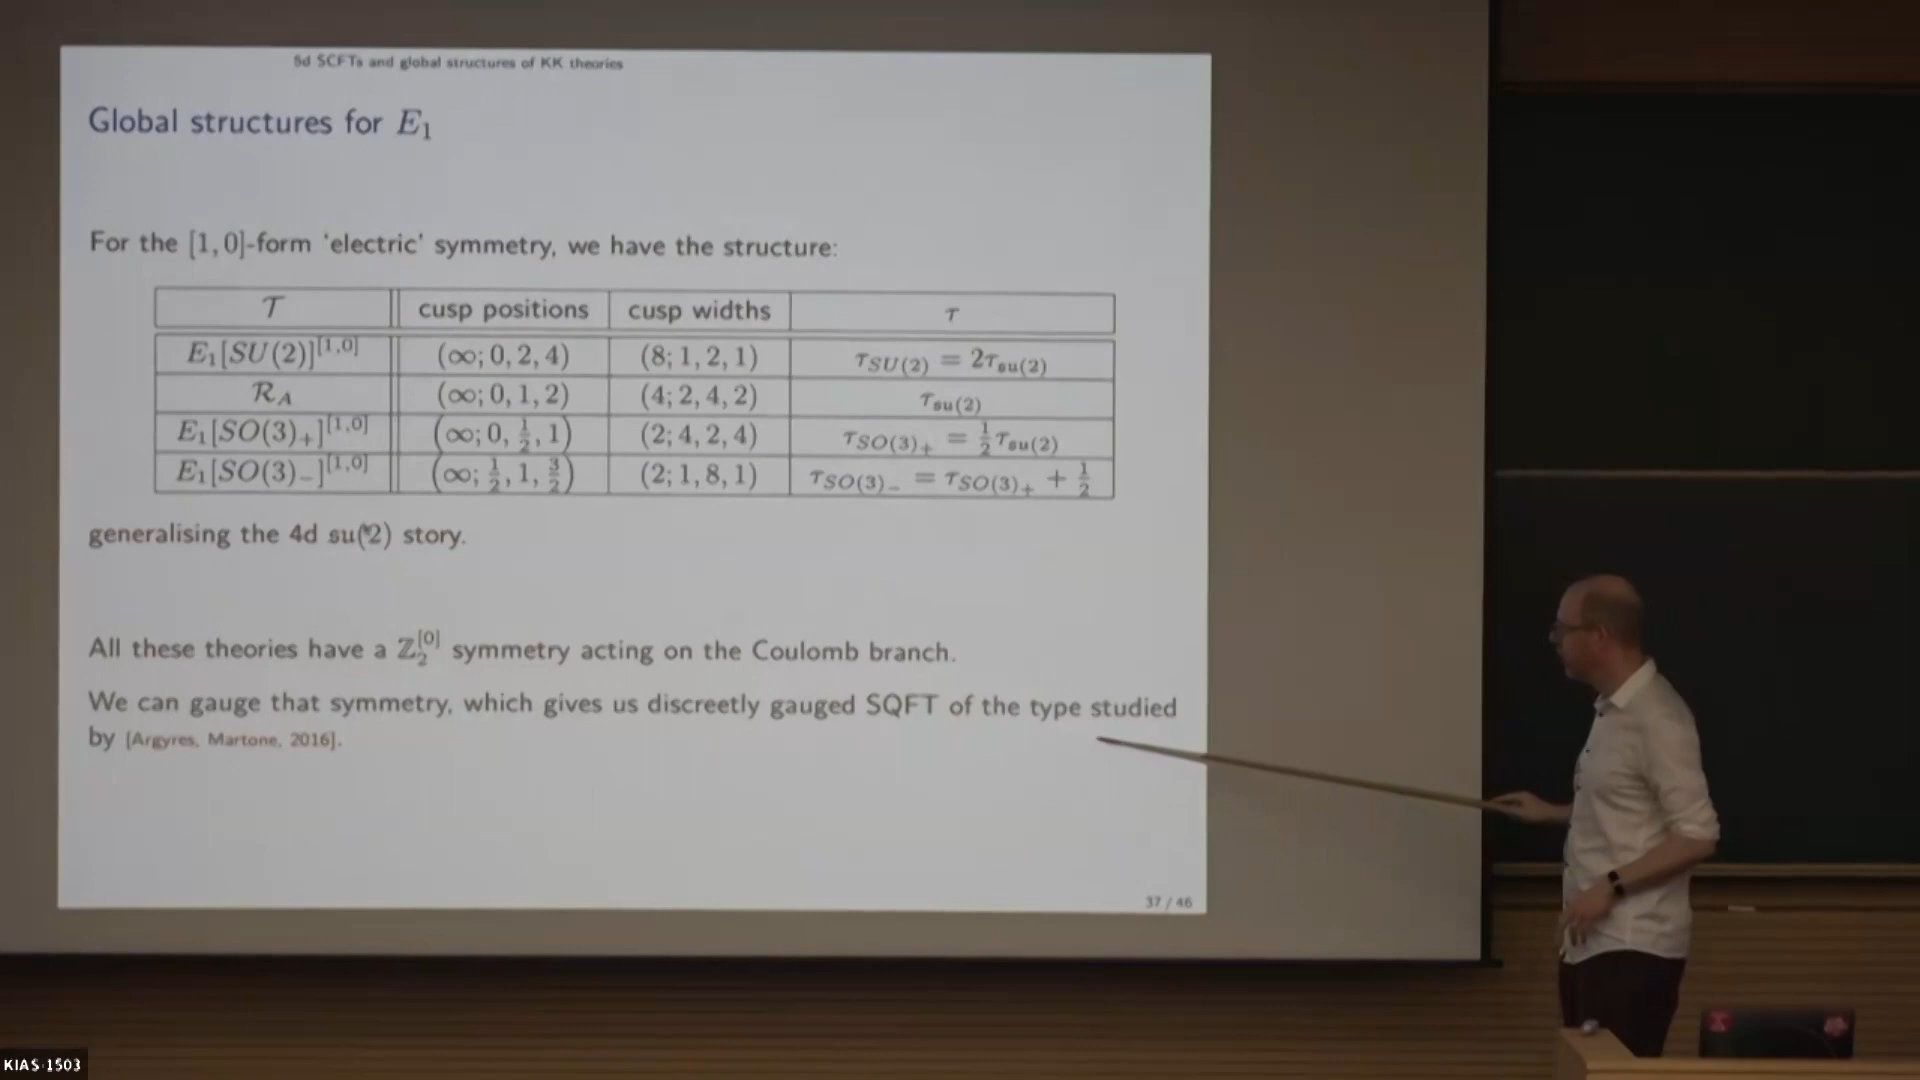 5d SCFTs and global structures of KK theories
Global structures for E₁
For the [1, 0]-form 'electric' symmetry, we have the structure:
𝒯 cusp positions cusp widths τ
E₁[SU(2)]^[1,0] (∞; 0, 2, 4) (8; 1, 2, 1) τ_SU(2) = 2τ_𝔰𝔲(2)
ℛ_A (∞; 0, 1, 2) (4; 2, 4, 2) τ_𝔰𝔲(2)
E₁[SO(3)₊]^[1,0] (∞; 0, 1/2, 1) (2; 4, 2, 4) τ_SO(3)₊ = 1/2 τ_𝔰𝔲(2)
E₁[SO(3)₋]^[1,0] (∞; 1/2, 1, 3/2) (2; 1, 8, 1) τ_SO(3)₋ = τ_SO(3)₊ + 1/2
generalising the 4d 𝔰𝔲(2) story.
All these theories have a ℤ₂^[0] symmetry acting on the Coulomb branch.
We can gauge that symmetry, which gives us discreetly gauged SQFT of the type studied
by [Argyres, Martone, 2016].
37 / 46
KIAS-1503